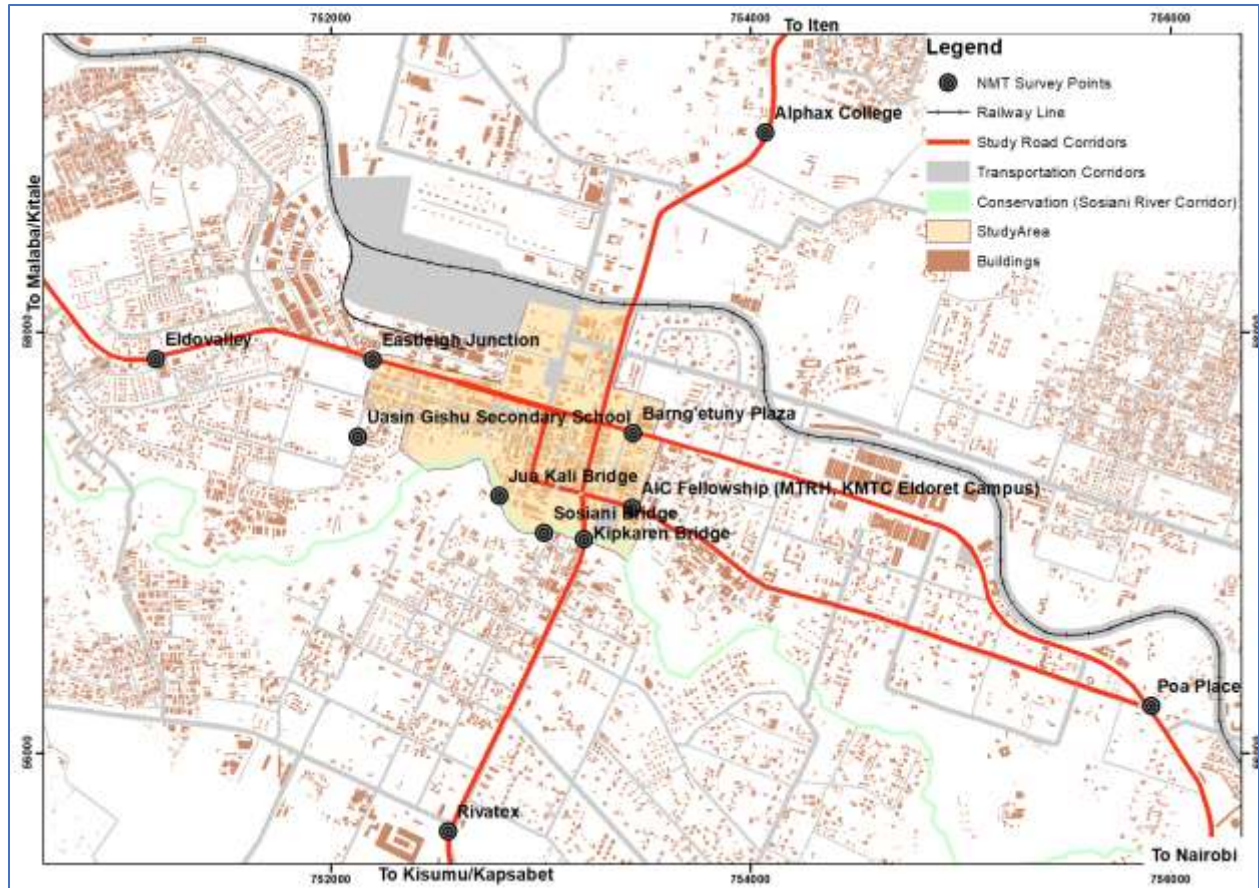 752000
754000
756000
To Iten
Legend
NMT Survey Points
Railway Line
Study Road Corridors
Transportation Corridors
Conservation (Sosiani River Corridor)
StudyArea
Buildings
Alphax College
To Malaba/Kitale
Eldovalley
Eastleigh Junction
Uasin Gishu Secondary School
Barng'etuny Plaza
Jua Kali Bridge
AIC Fellowship (MTRH, KMTC Eldoret Campus)
Sosiani Bridge
Kipkaren Bridge
Poa Place
Rivatex
To Nairobi
To Kisumu/Kapsabet
752000
754000
756000